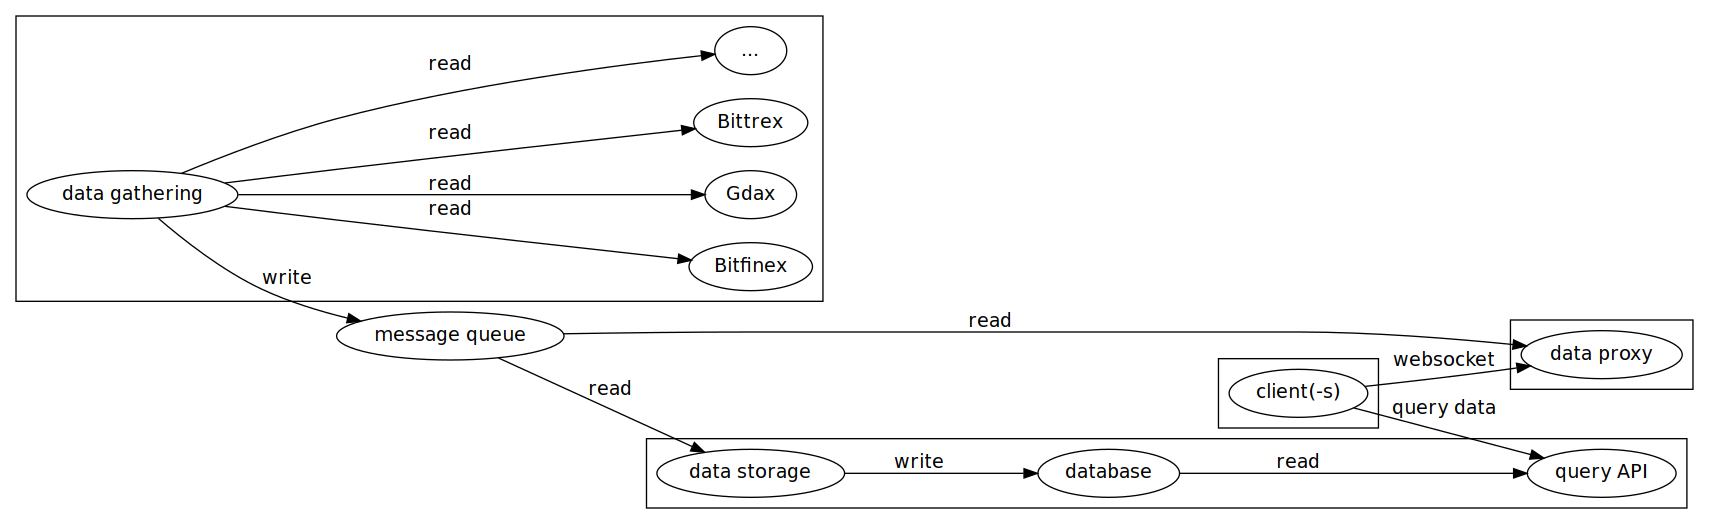 ...
read
Bittrex
read
data gathering
read
Gdax
read
Bitfinex
write
message queue
read
data proxy
websocket
client(-s)
read
query data
data storage
write
database
read
query API